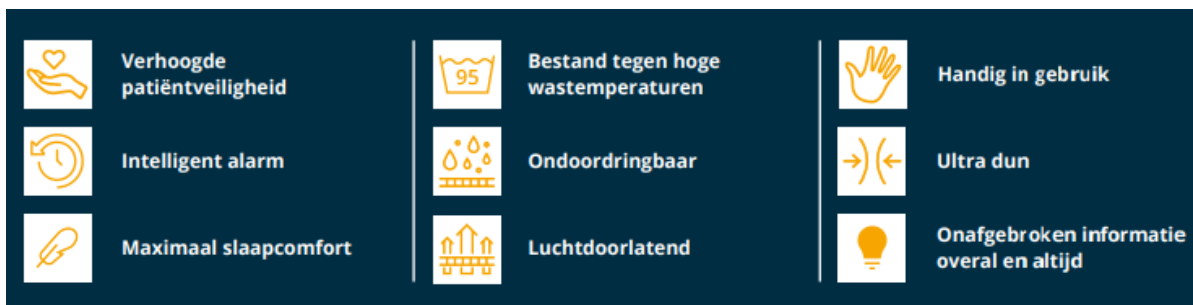 Verhoogde
patiëntveiligheid
Intelligent alarm
Maximaal slaapcomfort
95
Bestand tegen hoge
wastemperaturen
Ondoordringbaar
Luchtdoorlatend
Handig in gebruik
Ultra dun
Onafgebroken informatie
overal en altijd